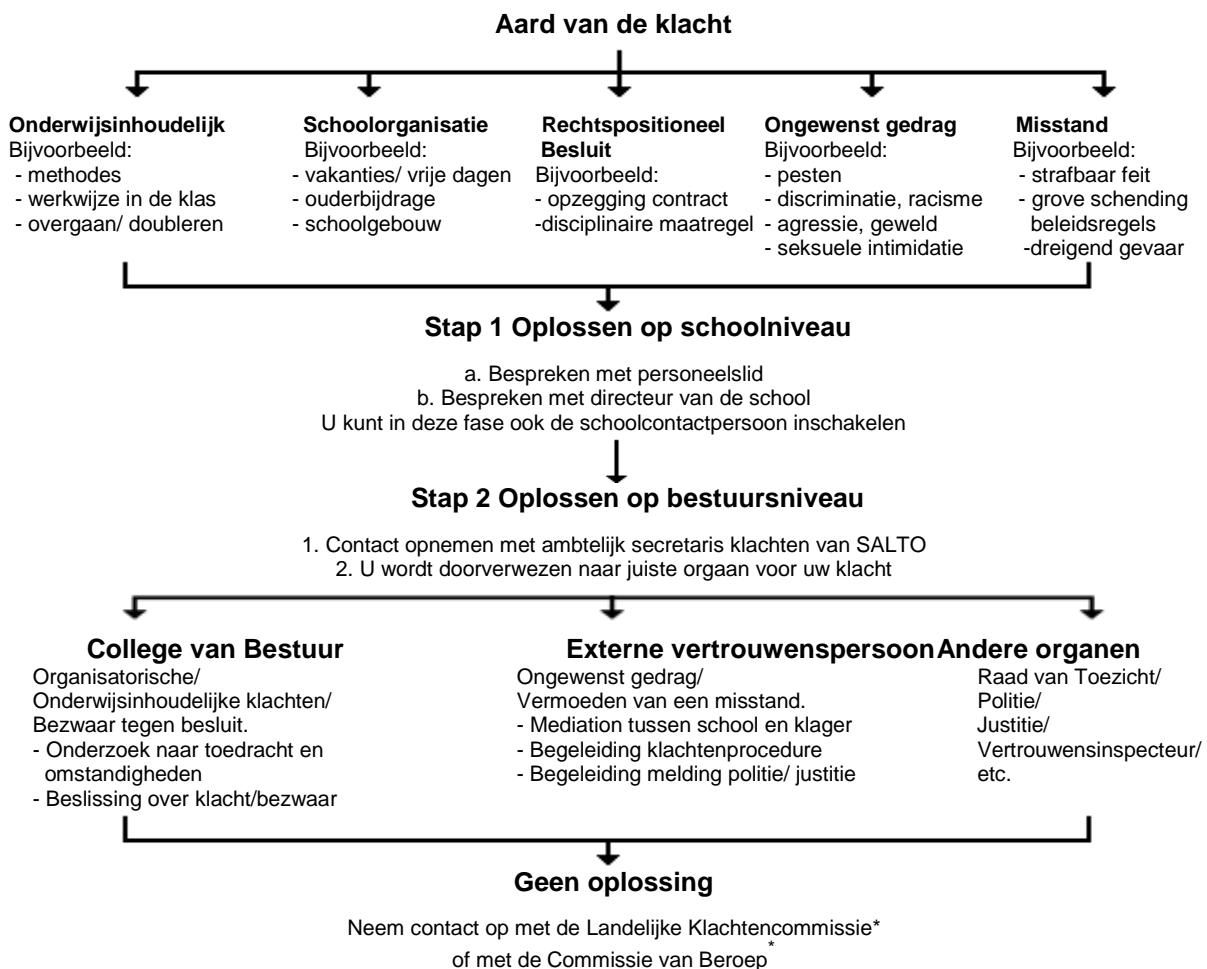 Aard van de klacht
Onderwijsinhoudelijk
Bijvoorbeeld:
- methodes
- werkwijze in de klas
- overgaan/ doubleren
Schoolorganisatie
Bijvoorbeeld:
- vakanties/ vrije dagen
- ouderbijdrage
- schoolgebouw
Rechtspositioneel
Besluit
Bijvoorbeeld:
- opzegging contract
-disciplinaire maatregel
Ongewenst gedrag
Bijvoorbeeld:
- pesten
- discriminatie, racisme
- agressie, geweld
- seksuele intimidatie
Misstand
Bijvoorbeeld:
- strafbaar feit
- grove schending
beleidsregels
-dreigend gevaar
Stap 1 Oplossen op schoolniveau
a. Bespreken met personeelslid
b. Bespreken met directeur van de school
U kunt in deze fase ook de schoolcontactpersoon inschakelen
Stap 2 Oplossen op bestuursniveau
1. Contact opnemen met ambtelijk secretaris klachten van SALTO
2. U wordt doorverwezen naar juiste orgaan voor uw klacht
College van Bestuur
Organisatorische/
Onderwijsinhoudelijke klachten/
Bezwaar tegen besluit.
- Onderzoek naar toedracht en
omstandigheden
- Beslissing over klacht/bezwaar
Externe vertrouwenspersoon
Ongewenst gedrag/
Vermoeden van een misstand.
- Mediation tussen school en klager
- Begeleiding klachtenprocedure
- Begeleiding melding politie/ justitie
Andere organen
Raad van Toezicht/
Politie/
Justitie/
Vertrouwensinspecteur/
etc.
Geen oplossing
Neem contact op met de Landelijke Klachtencommissie*
of met de Commissie van Beroep*